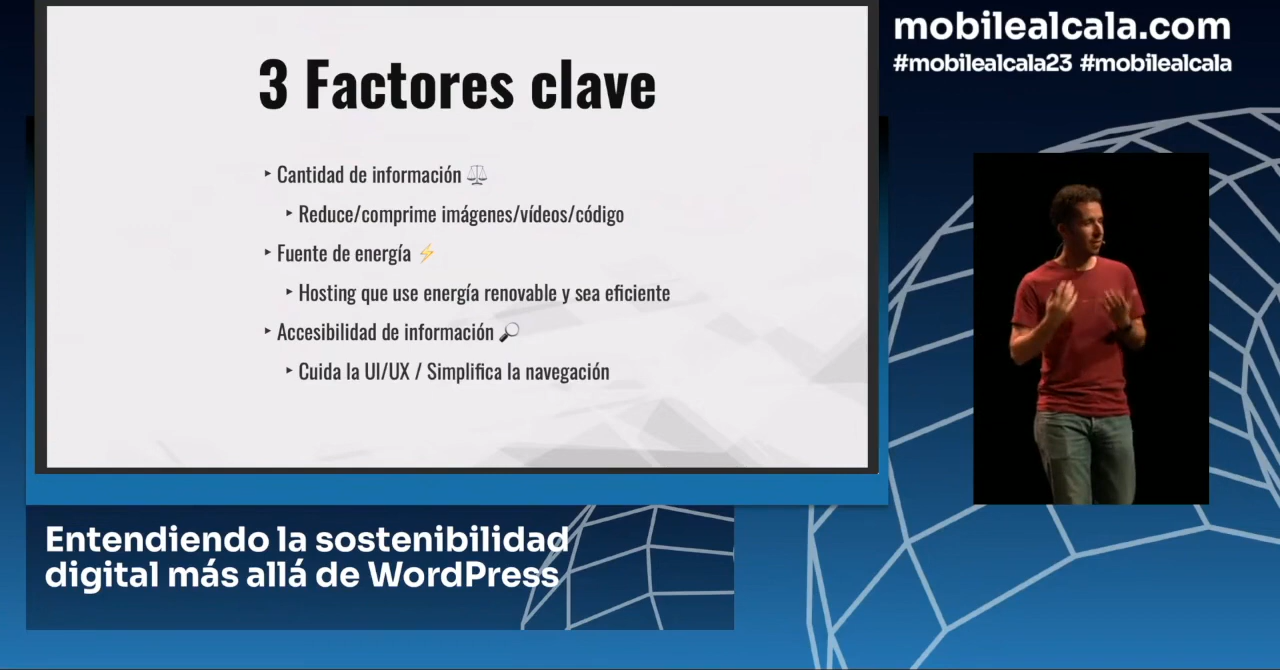 3 Factores clave
‣ Cantidad de información ⚖️
‣ Reduce/comprime imágenes/vídeos/código
‣ Fuente de energía ⚡
‣ Hosting que use energía renovable y sea eficiente
‣ Accesibilidad de información 🔎
‣ Cuida la UI/UX / Simplifica la navegación
mobilealcala.com
#mobilealcala23 #mobilealcala
Entendiendo la sostenibilidad
digital más allá de WordPress